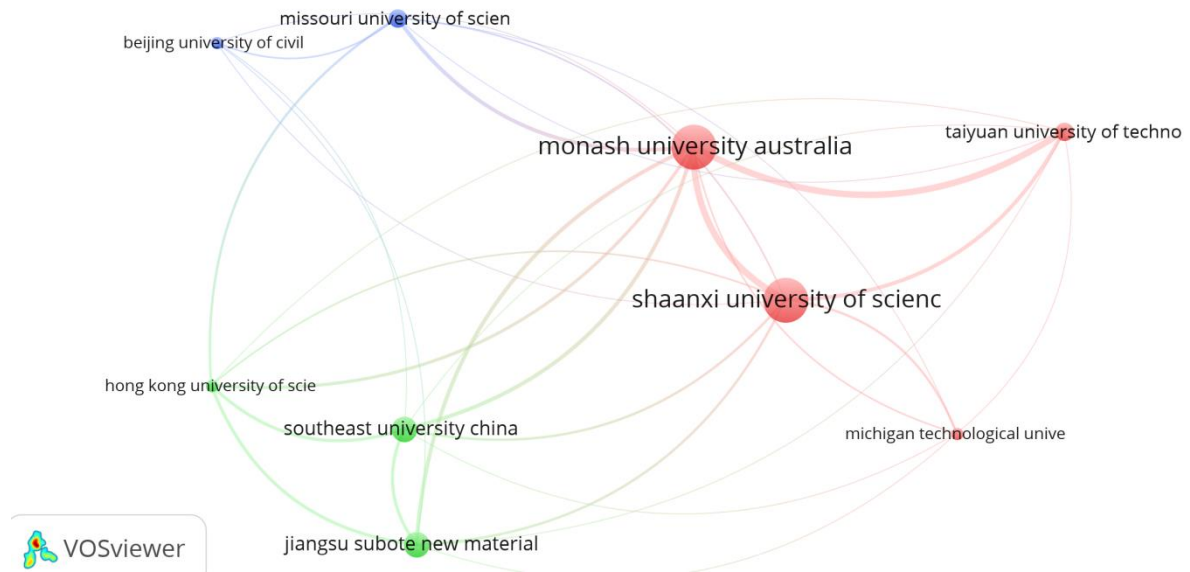 missouri university of scien
beijing university of civil
monash university australia
taiyuan university of techno
shaanxi university of scienc
hong kong university of scie
southeast university china
michigan technological unive
jiangsu subote new material
VOSviewer